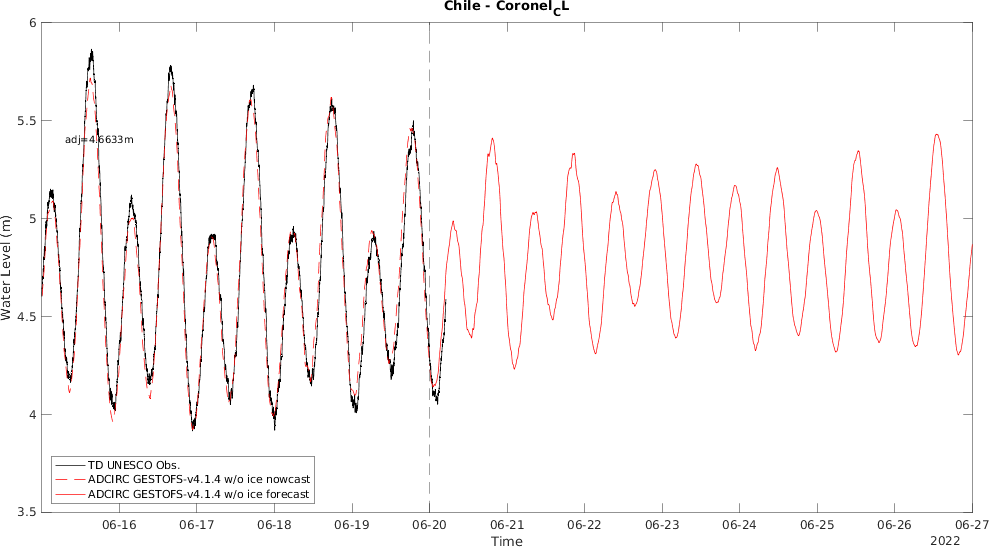 Chile - Coronel_CL
6
5.5
adj=4.6633m
5
Water Level (m)
4.5
4
TD UNESCO Obs.
ADCIRC GESTOFS-v4.1.4 w/o ice nowcast
ADCIRC GESTOFS-v4.1.4 w/o ice forecast
3.5
06-16 06-17 06-18 06-19 06-20 06-21 06-22 06-23 06-24 06-25 06-26 06-27
Time
2022